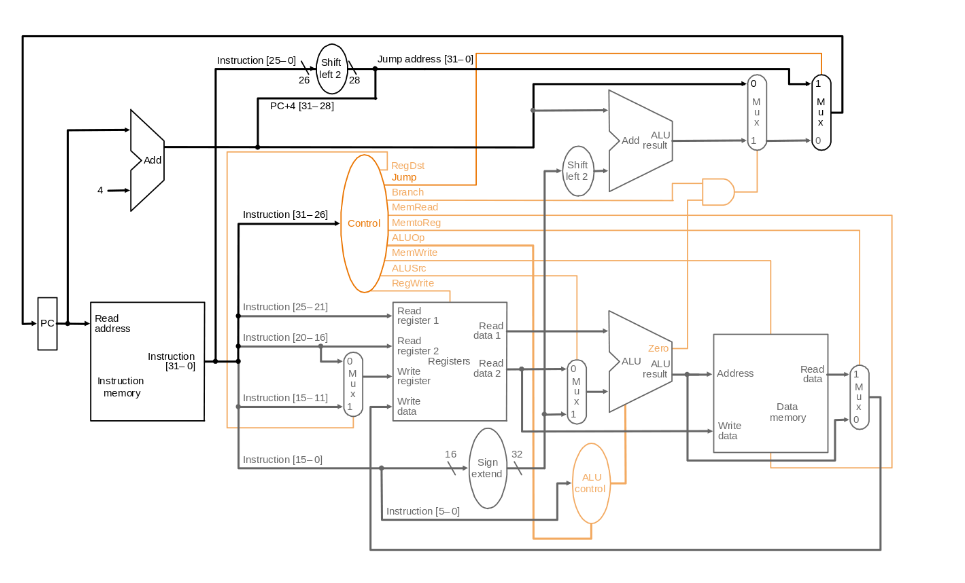 Instruction [25–0]
26
Shift
left 2
28
Jump address [31–0]
PC+4 [31–28]
Add
4
0
M
u
x
1
1
M
u
x
0
Add
ALU
result
Shift
left 2
RegDst
Jump
Branch
MemRead
MemtoReg
ALUOp
MemWrite
ALUSrc
RegWrite
Control
Instruction [31–26]
PC
Read
address
Instruction
[31–0]
Instruction
memory
Instruction [25–21]
Instruction [20–16]
Instruction [15–11]
Instruction [15–0]
0
M
u
x
1
Read
register 1
Read
register 2
Write
register
Write
data
Registers
Read
data 1
Read
data 2
0
M
u
x
1
ALU
Zero
ALU
result
Address
Write
data
Read
data
Data
memory
1
M
u
x
0
16
Sign
extend
32
ALU
control
Instruction [5–0]